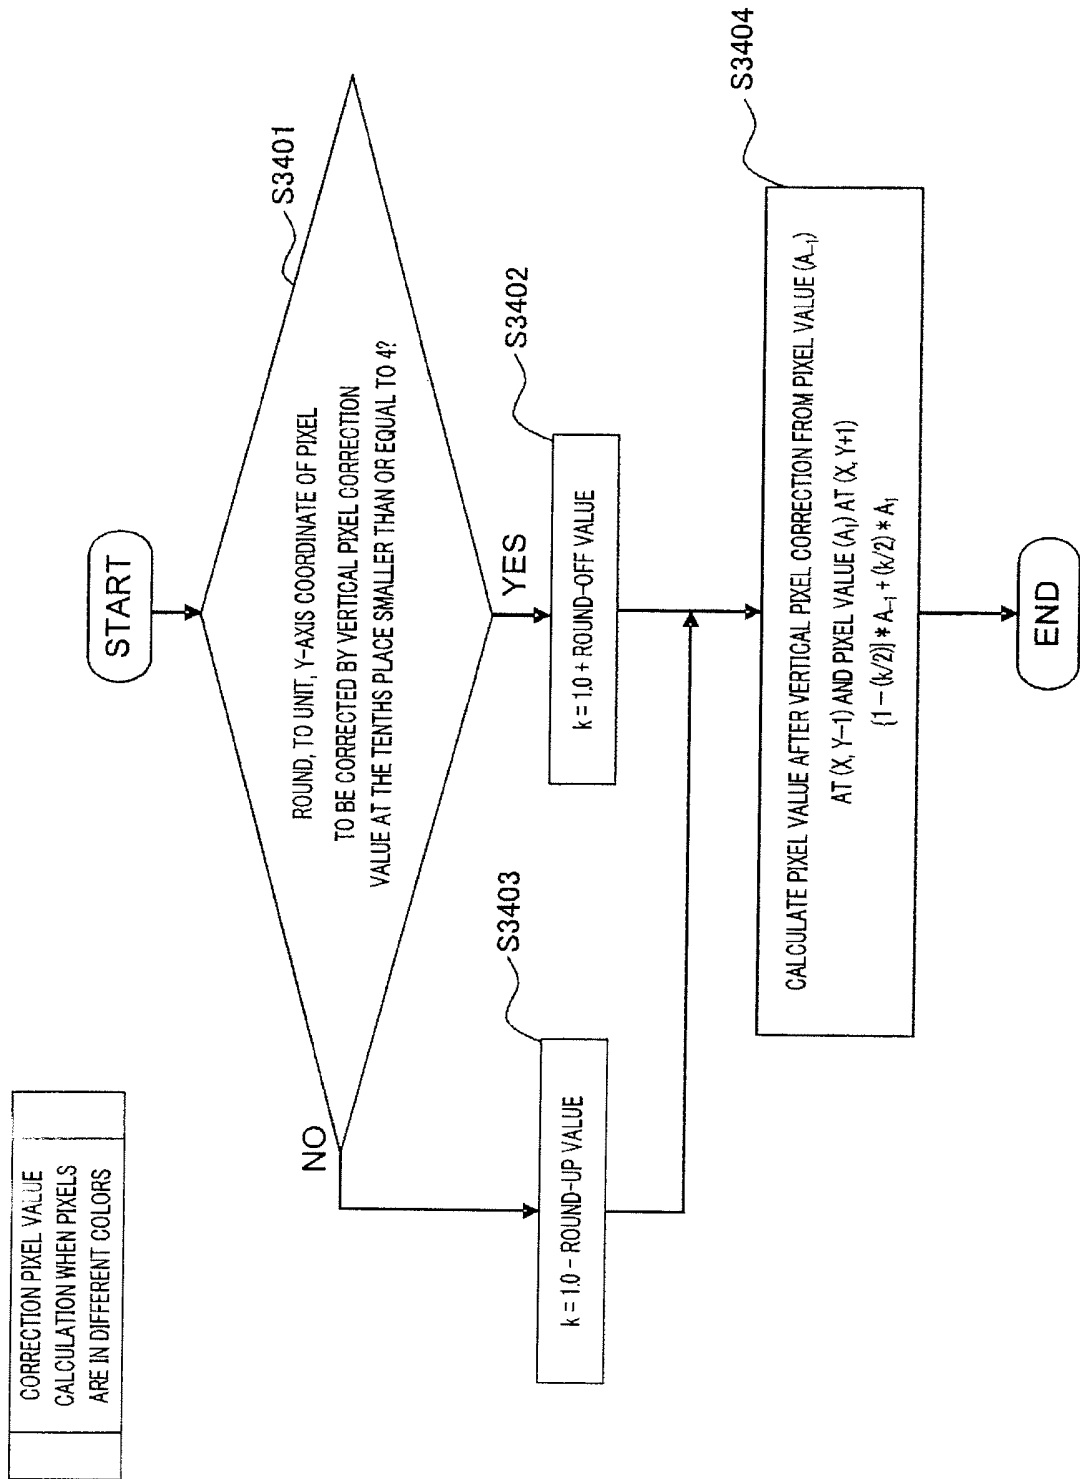 CORRECTION PIXEL VALUE
CALCULATION WHEN PIXELS
ARE IN DIFFERENT COLORS
START
S3401
ROUND, TO UNIT, Y-AXIS COORDINATE OF PIXEL
TO BE CORRECTED BY VERTICAL PIXEL CORRECTION
VALUE AT THE TENTHS PLACE SMALLER THAN OR EQUAL TO 4?
NO
YES
S3402
k = 1.0 + ROUND-OFF VALUE
S3403
k = 1.0 − ROUND-UP VALUE
S3404
CALCULATE PIXEL VALUE AFTER VERTICAL PIXEL CORRECTION FROM PIXEL VALUE (A₋₁)
AT (X, Y−1) AND PIXEL VALUE (A₁) AT (X, Y+1)
{1−(k/2)} * A₋₁ + (k/2) * A₁
END